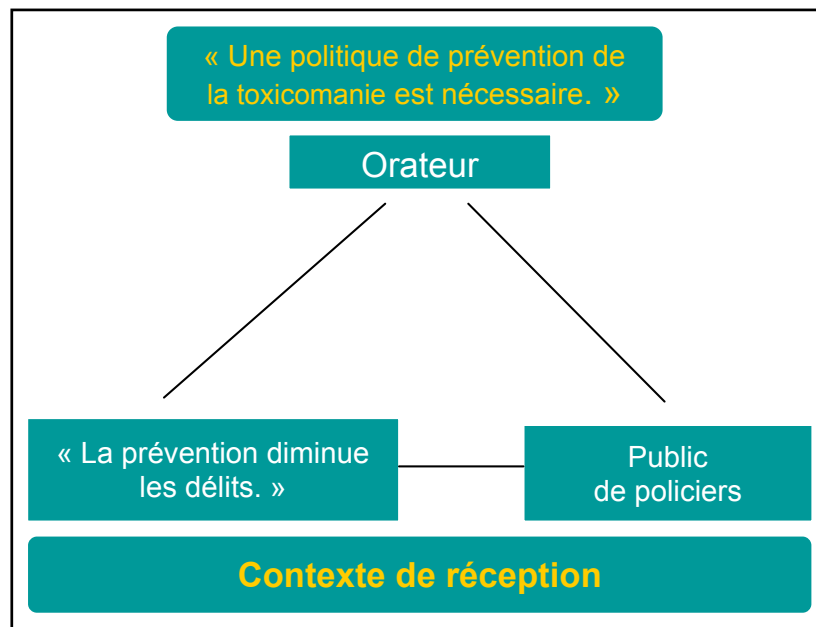 « Une politique de prévention de
la toxicomanie est nécessaire. »
Orateur
« La prévention diminue
les délits. »
Public
de policiers
Contexte de réception